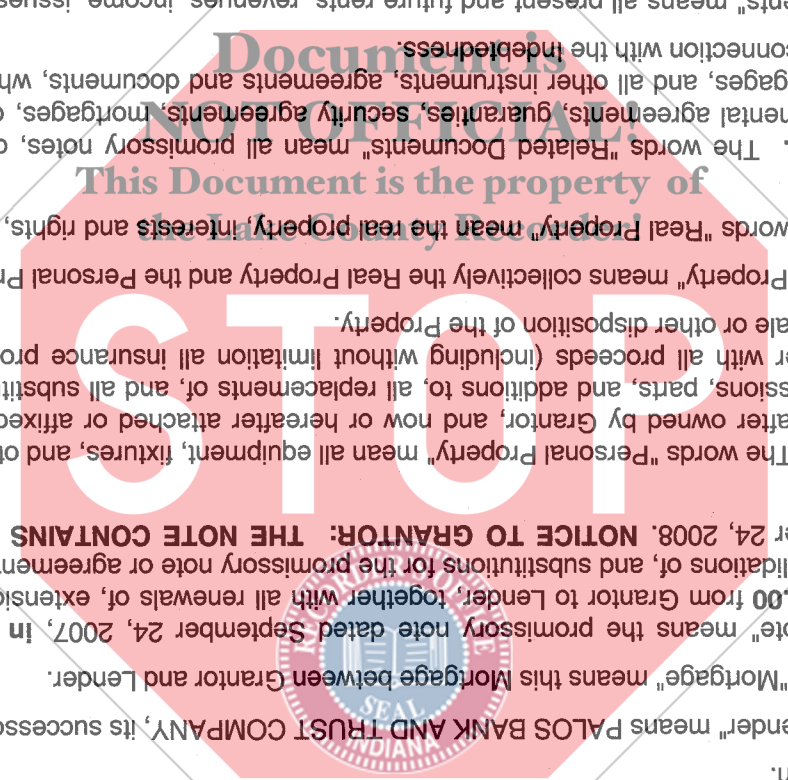 n.
ender" means PALOS BANK AND TRUST COMPANY, its successo
"Mortgage" means this Mortgage between Grantor and Lender.
ote" means the promissory note dated September 24, 2007, in
.00 from Grantor to Lender, together with all renewals of, extensio
lidations of, and substitutions for the promissory note or agreemen
er 24, 2008. NOTICE TO GRANTOR: THE NOTE CONTAINS
The words "Personal Property" mean all equipment, fixtures, and ot
after owned by Grantor, and now or hereafter attached or affixed
ssions, parts, and additions to, all replacements of, and all substitu
er with all proceeds (including without limitation all insurance pro
ale or other disposition of the Property.
Property" means collectively the Real Property and the Personal Pr
words "Real Property" mean the real property, interests and rights,
. The words "Related Documents" mean all promissory notes, c
mental agreements, guaranties, security agreements, mortgages,
gages, and all other instruments, agreements and documents, wh
connection with the Indebtedness.
ents" means all present and future rents, revenues, income, issues
Document is
NOT OFFICIAL!
This Document is the property of
the Lake County Recorder!
STOP
SEAL
INDIANA